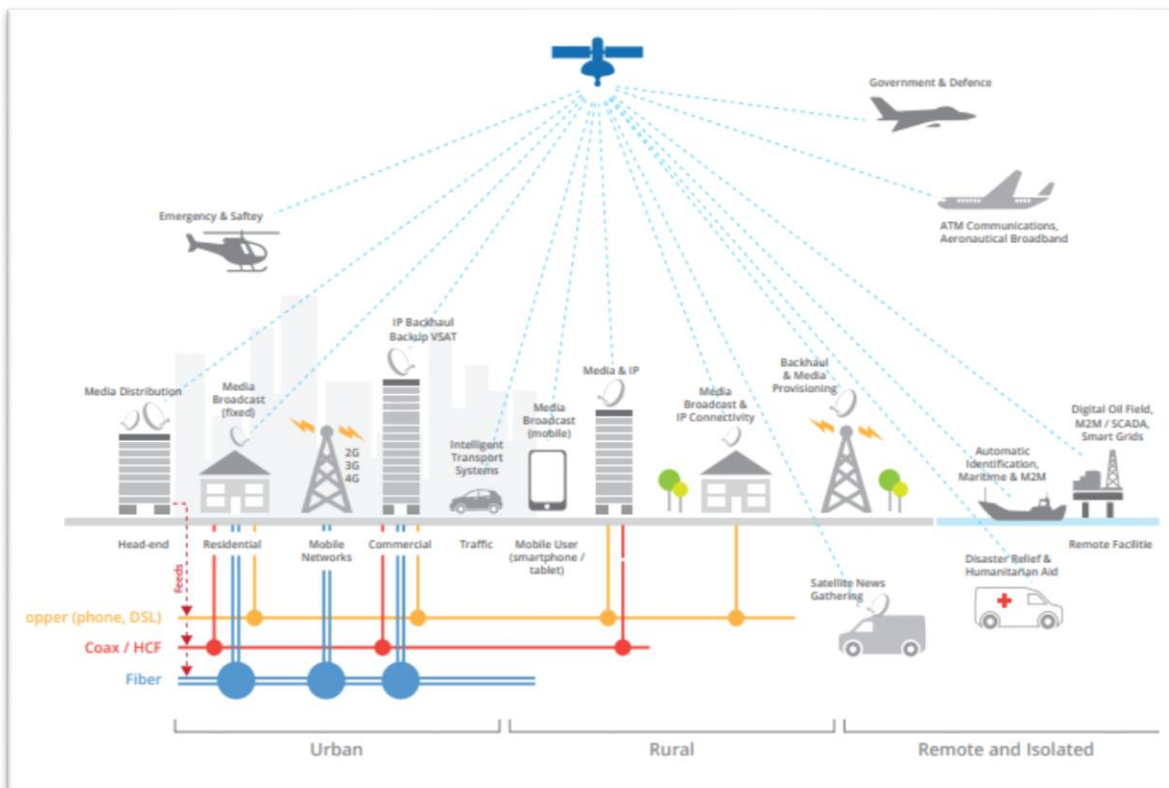 Government & Defence
ATM Communications,
Aeronautical Broadband
Emergency & Saftey
IP Backhaul
Backup VSAT
Media Distribution
Media
Broadcast
(fixed)
2G
3G
4G
Intelligent
Transport
Systems
Media
Broadcast
(mobile)
Media & IP
Media
Broadcast &
IP Connectivity
Backhaul
& Media
Provisioning
Automatic
Identification,
Maritime & M2M
Digital Oil Field,
M2M / SCADA,
Smart Grids
Head-end
Residential
Mobile
Networks
Commercial
Traffic
Mobile User
(smartphone /
tablet)
Remote Facilitie
Feeds
Satellite News
Gathering
Disaster Relief &
Humanitarian Aid
opper (phone, DSL)
Coax / HCF
Fiber
Urban
Rural
Remote and Isolated